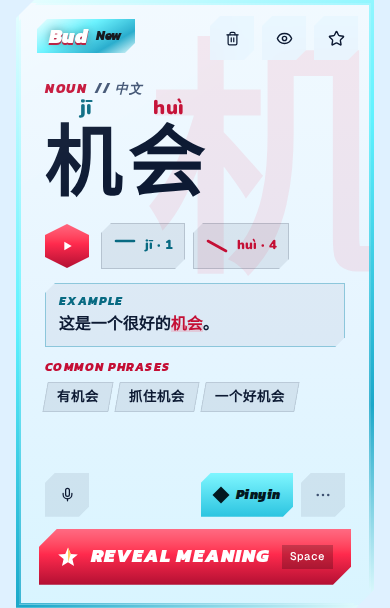 Bud New
NOUN // 中文
jī huì
机会
jī · 1 huì · 4
EXAMPLE
这是一个很好的机会。
COMMON PHRASES
有机会 抓住机会 一个好机会
Pinyin ...
REVEAL MEANING Space
机